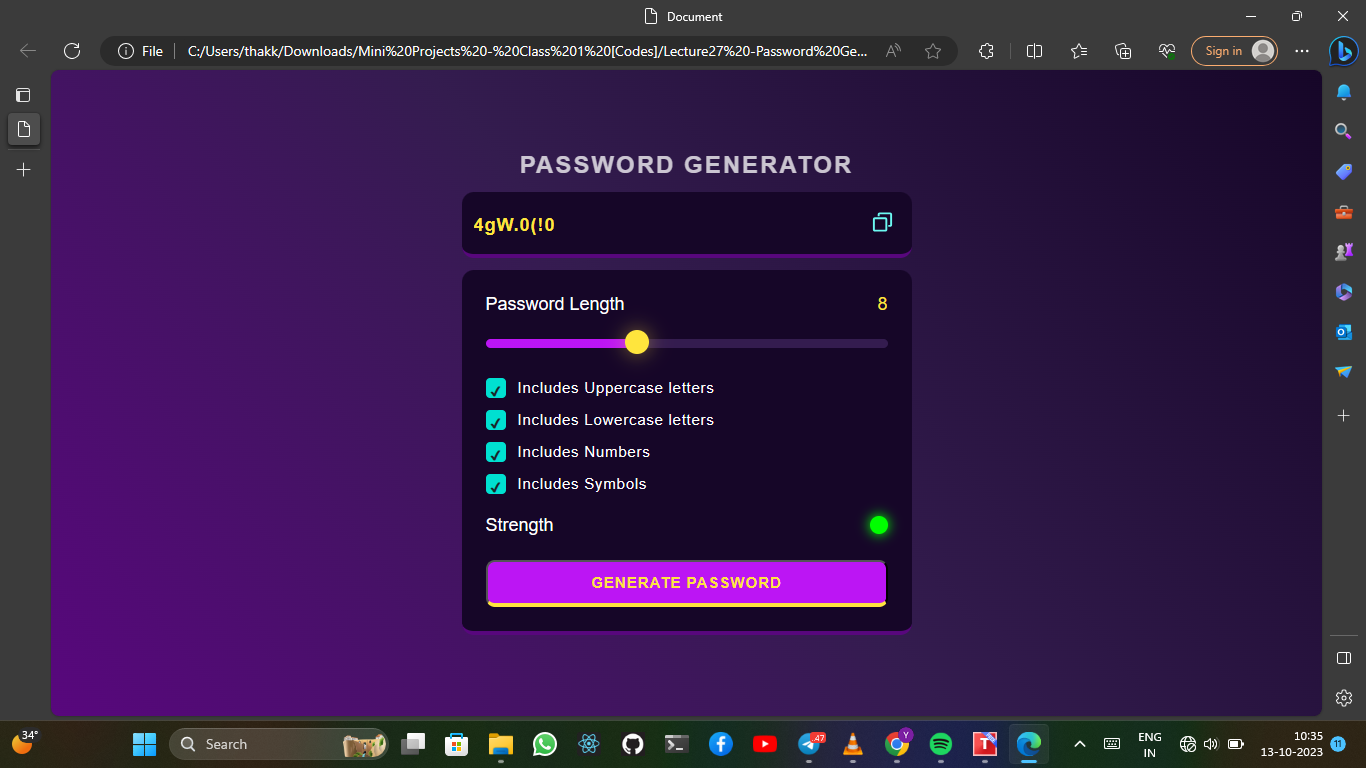 Document
File
C:/Users/thakk/Downloads/Mini%20Projects%20-%20Class%201%20[Codes]/Lecture27%20-Password%20Ge...
Sign in
PASSWORD GENERATOR
4gW.0(!0
Password Length 8
Includes Uppercase letters
Includes Lowercase letters
Includes Numbers
Includes Symbols
Strength
GENERATE PASSWORD
34°
Search
47
Y
T
ENG
IN
10:35
13-10-2023
11